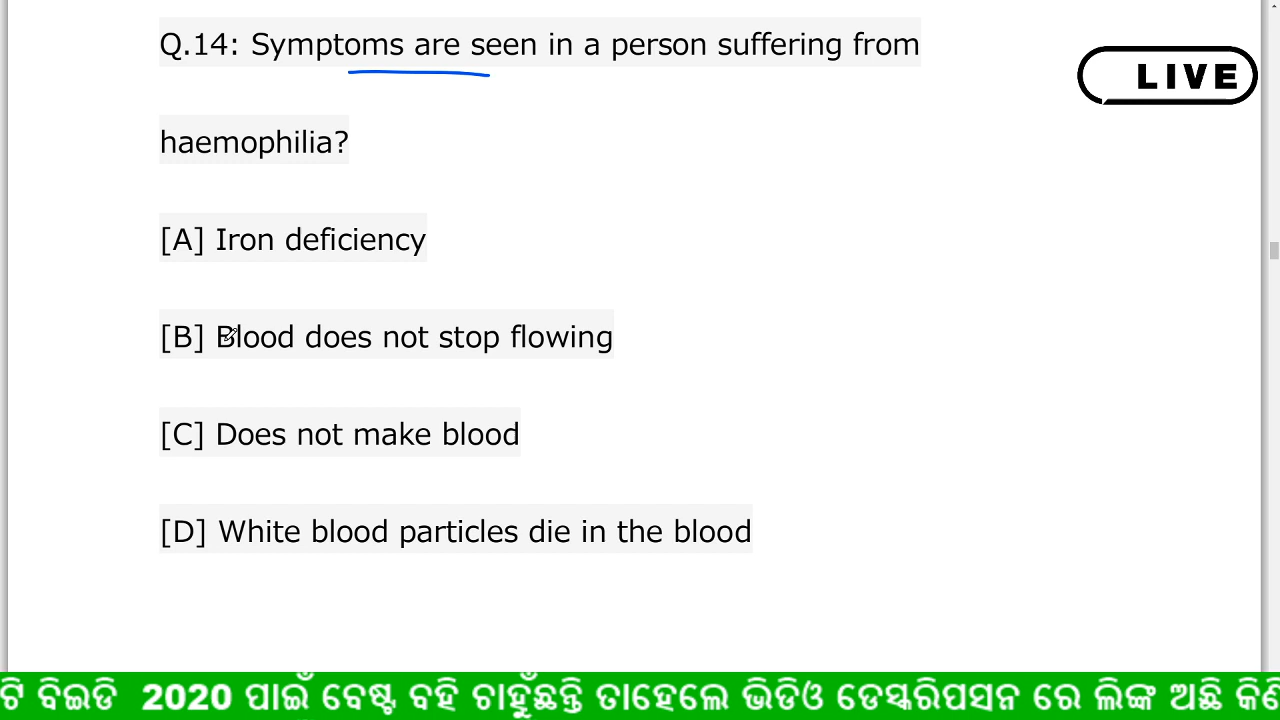 Q.14: Symptoms are seen in a person suffering from
LIVE
haemophilia?
[A] Iron deficiency
[B] Blood does not stop flowing
[C] Does not make blood
[D] White blood particles die in the blood
ଟି ବିଇଡି 2020 ପାଇଁ ବେଷ୍ଟ ବହି ଚାହୁଁଛନ୍ତି ତାହେଲେ ଭିଡିଓ ଡେସ୍କରିପସନ ରେ ଲିଙ୍କ ଅଛି